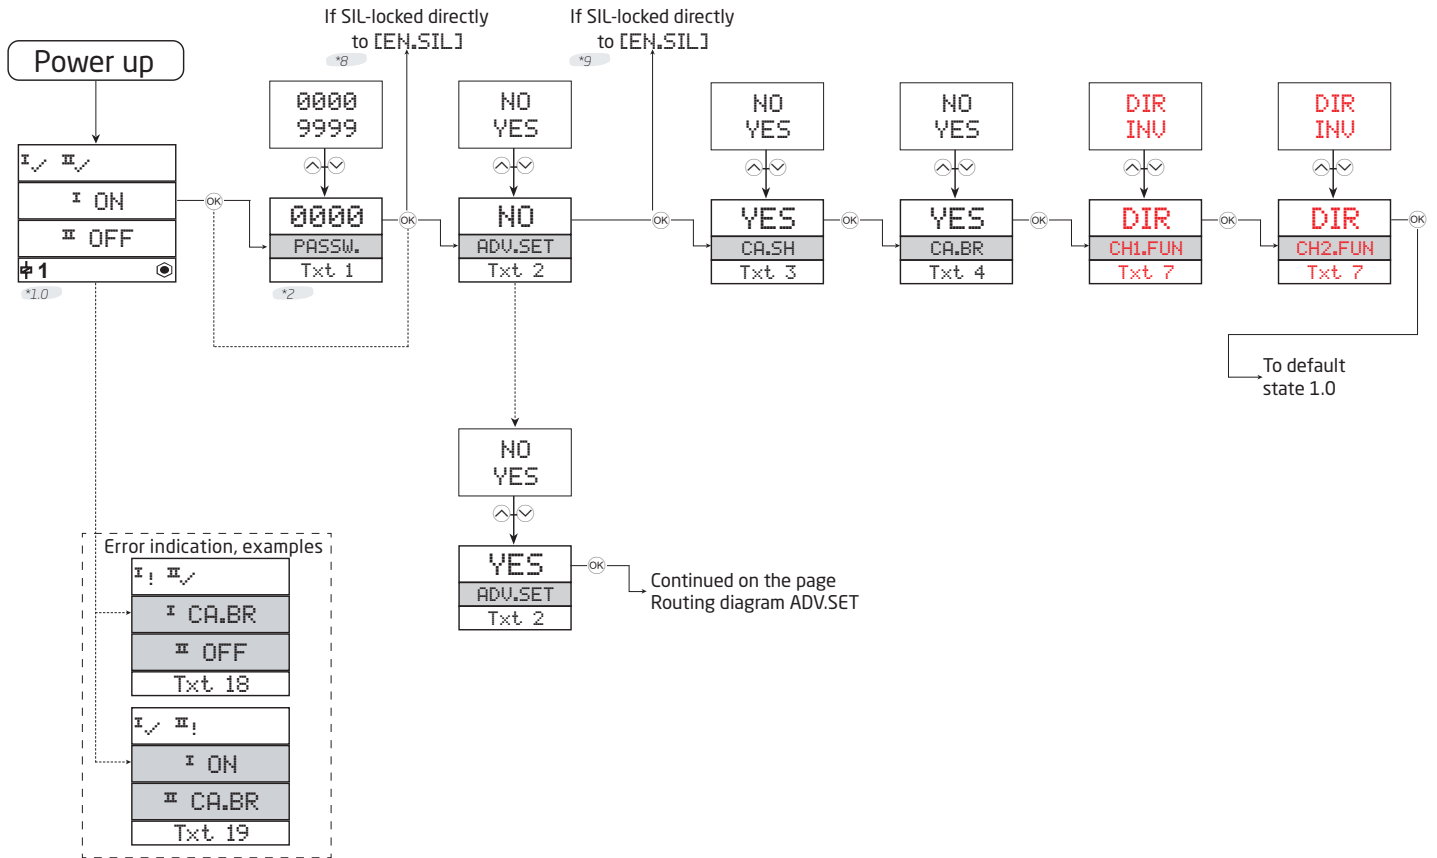 If SIL-locked directly
to [EN.SIL]
*8
If SIL-locked directly
to [EN.SIL]
*9
Power up
0000
9999
NO
YES
NO
YES
NO
YES
DIR
INV
DIR
INV
I✓ II✓
I ON
II OFF
1
*1.0
OK
0000
PASSW.
Txt 1
*2
OK
NO
ADV.SET
Txt 2
OK
YES
CA.SH
Txt 3
OK
YES
CA.BR
Txt 4
OK
DIR
CH1.FUN
Txt 7
OK
DIR
CH2.FUN
Txt 7
OK
To default
state 1.0
NO
YES
YES
ADV.SET
Txt 2
OK
Continued on the page
Routing diagram ADV.SET
Error indication, examples
I! II✓
I CA.BR
II OFF
Txt 18
I✓ II!
I ON
II CA.BR
Txt 19